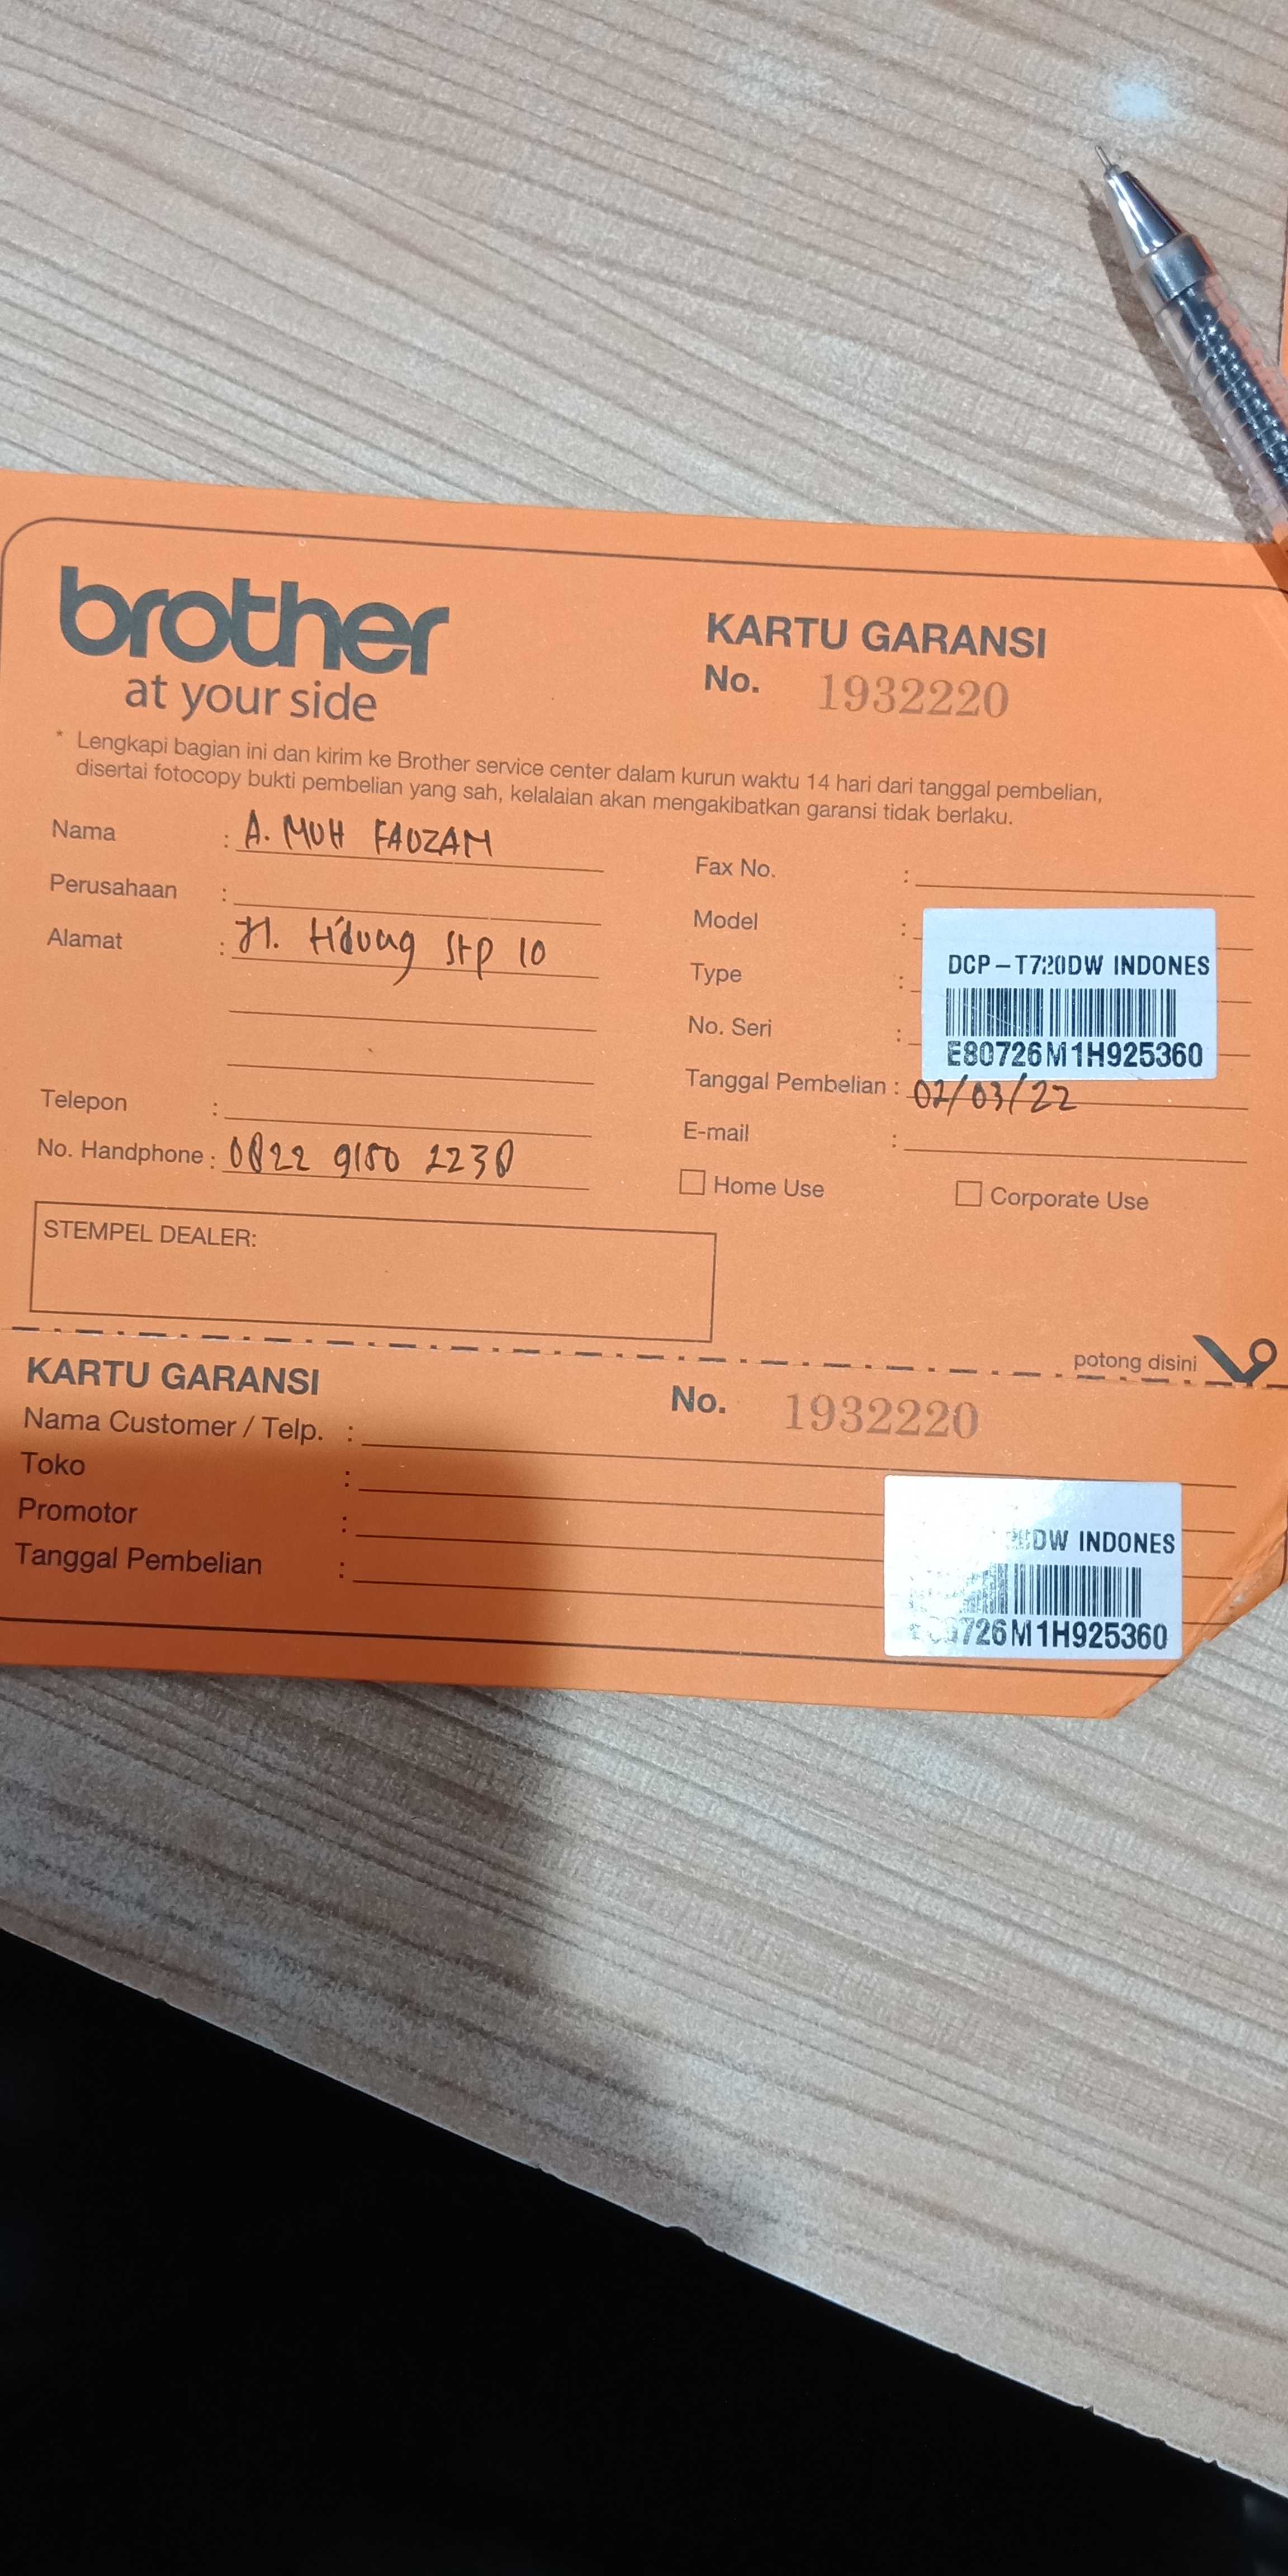 brother
at your side
KARTU GARANSI
No. 1932220
* Lengkapi bagian ini dan kirim ke Brother service center dalam kurun waktu 14 hari dari tanggal pembelian,
disertai fotocopy bukti pembelian yang sah, kelalaian akan mengakibatkan garansi tidak berlaku.
Nama : A. MUH FAUZAM
Perusahaan :
Alamat : Jl. Hidung Stp 10
Telepon :
No. Handphone : 0822 9180 2238
Fax No. :
Model :
Type :
No. Seri :
DCP-T720DW INDONES
E80726M1H925360
Tanggal Pembelian : 02/03/22
E-mail :
Home Use
Corporate Use
STEMPEL DEALER:
potong disini
KARTU GARANSI
No. 1932220
Nama Customer / Telp. :
Toko :
Promotor :
Tanggal Pembelian :
DW INDONES
726M1H925360